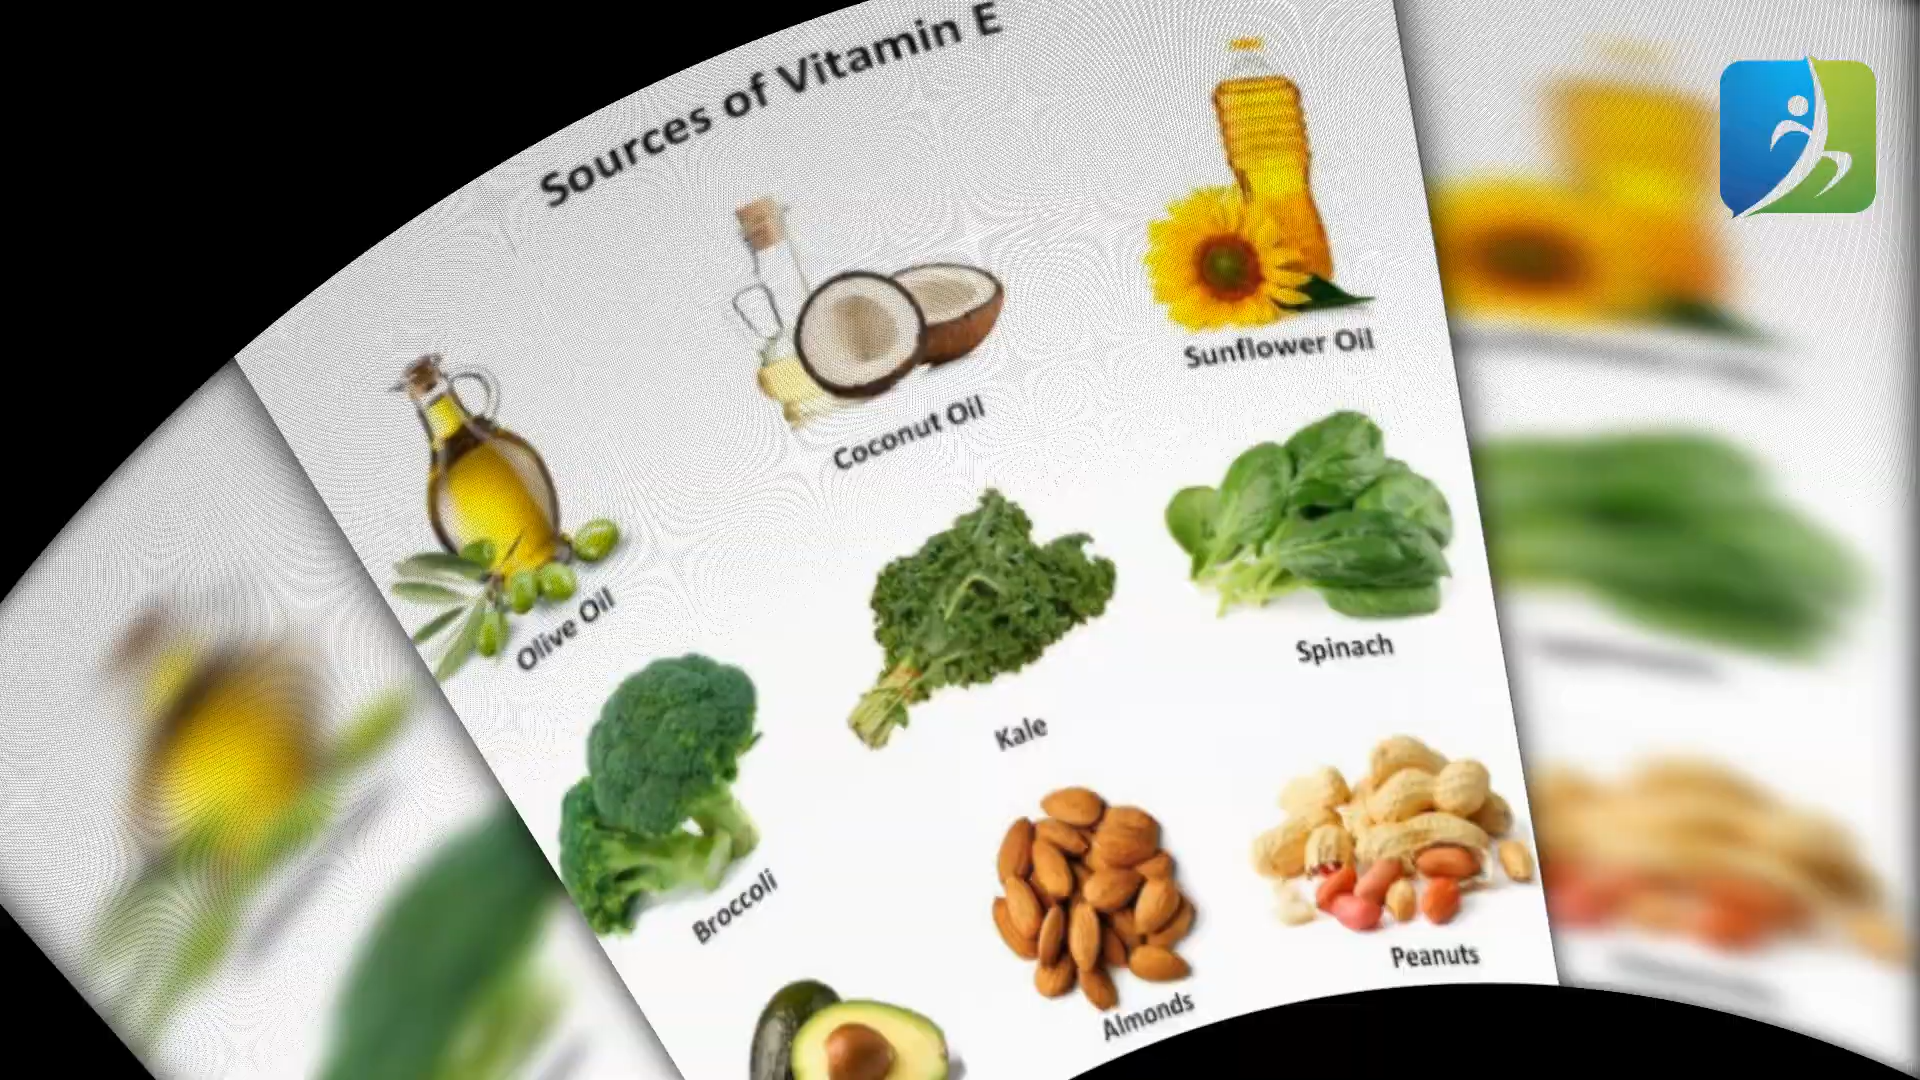 Sources of Vitamin E
Olive Oil
Coconut Oil
Sunflower Oil
Broccoli
Kale
Spinach
Almonds
Peanuts